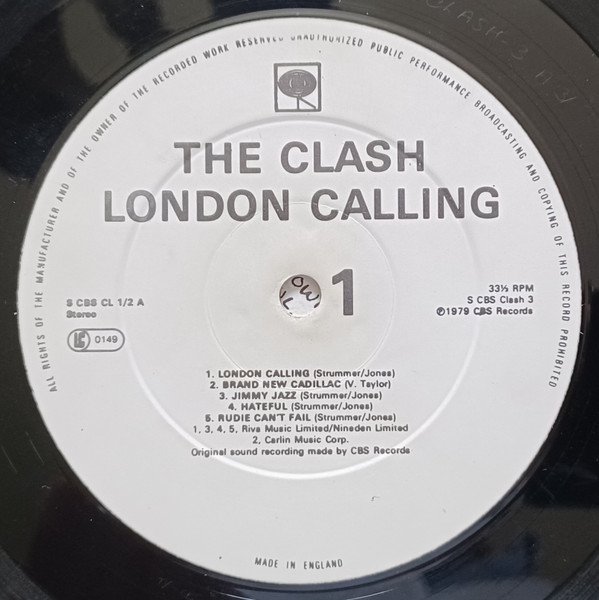 ALL RIGHTS OF THE MANUFACTURER AND OF THE OWNER OF THE RECORDED WORK RESERVED UNAUTHORIZED PUBLIC PERFORMANCE BROADCASTING AND COPYING OF THIS RECORD PROHIBITED
THE CLASH
LONDON CALLING
1
S CBS CL 1/2 A
Stereo
LC 0149
33⅓ RPM
S CBS Clash 3
℗1979 CBS Records
1. LONDON CALLING (Strummer/Jones)
2. BRAND NEW CADILLAC (V. Taylor)
3. JIMMY JAZZ (Strummer/Jones)
4. HATEFUL (Strummer/Jones)
5. RUDIE CAN'T FAIL (Strummer/Jones)
1, 3, 4, 5, Riva Music Limited/Nineden Limited
2, Carlin Music Corp.
Original sound recording made by CBS Records
MADE IN ENGLAND